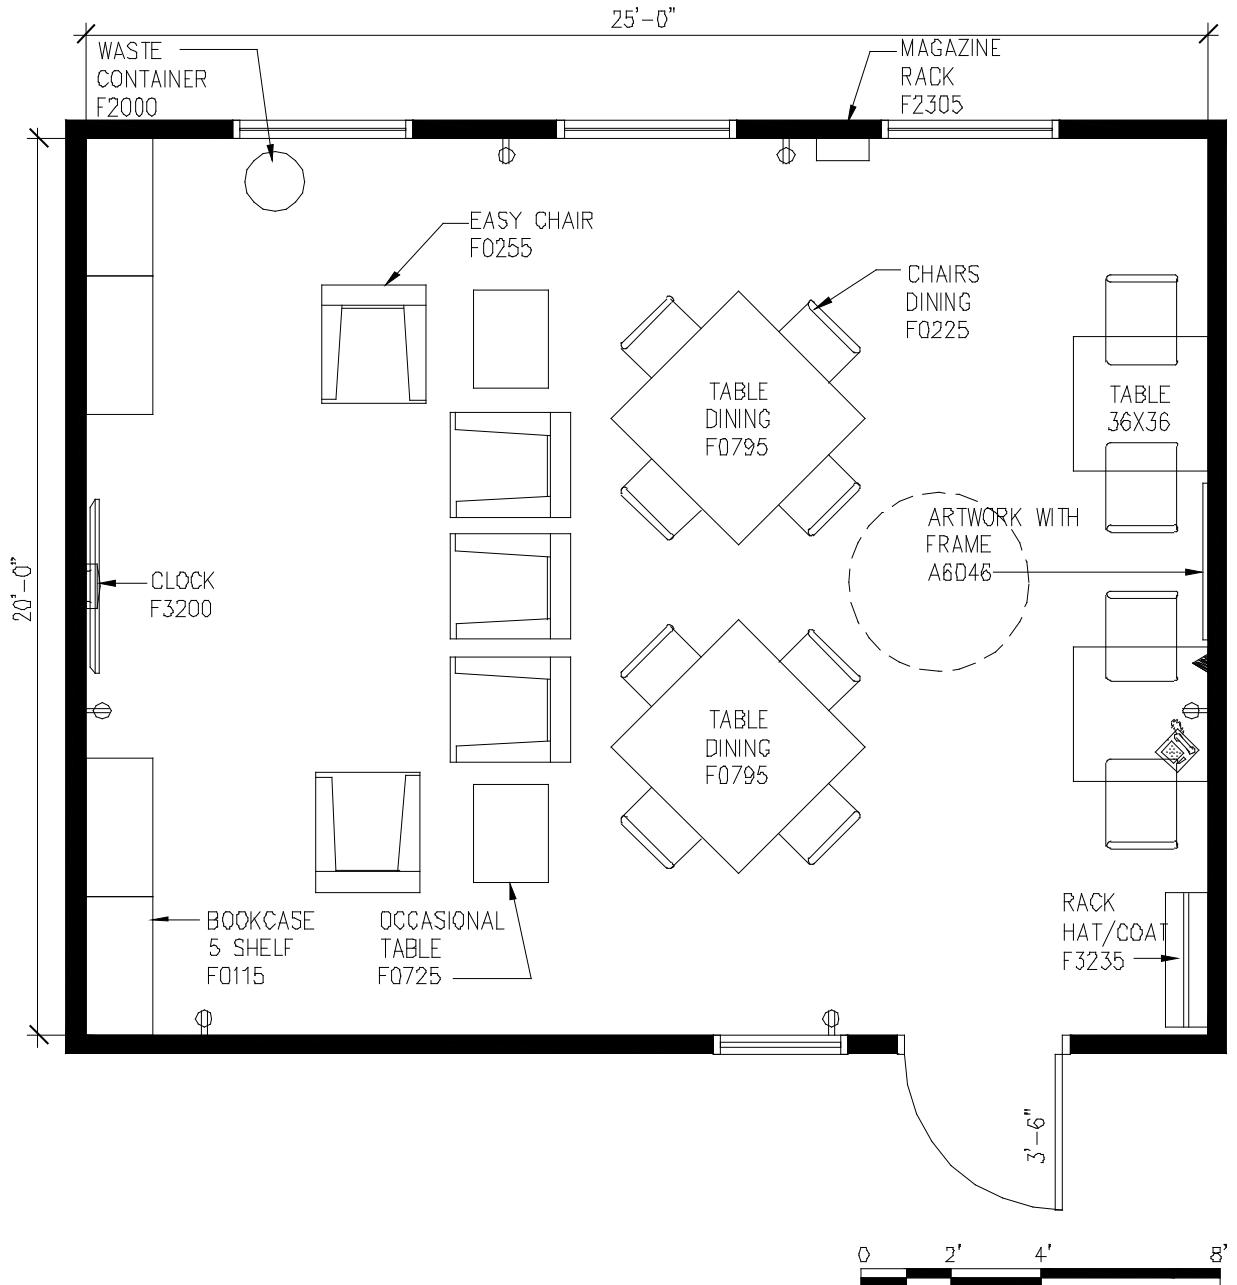 25'-0"
WASTE
CONTAINER
F2000
MAGAZINE
RACK
F2305
EASY CHAIR
F0255
CHAIRS
DINING
F0225
TABLE
DINING
F0795
TABLE
36X36
ARTWORK WITH
FRAME
A6046
20'-0"
CLOCK
F3200
TABLE
DINING
F0795
BOOKCASE
5 SHELF
F0115
OCCASIONAL
TABLE
F0725
RACK
HAT/COAT
F3235
3'-6"
0 2' 4' 8'